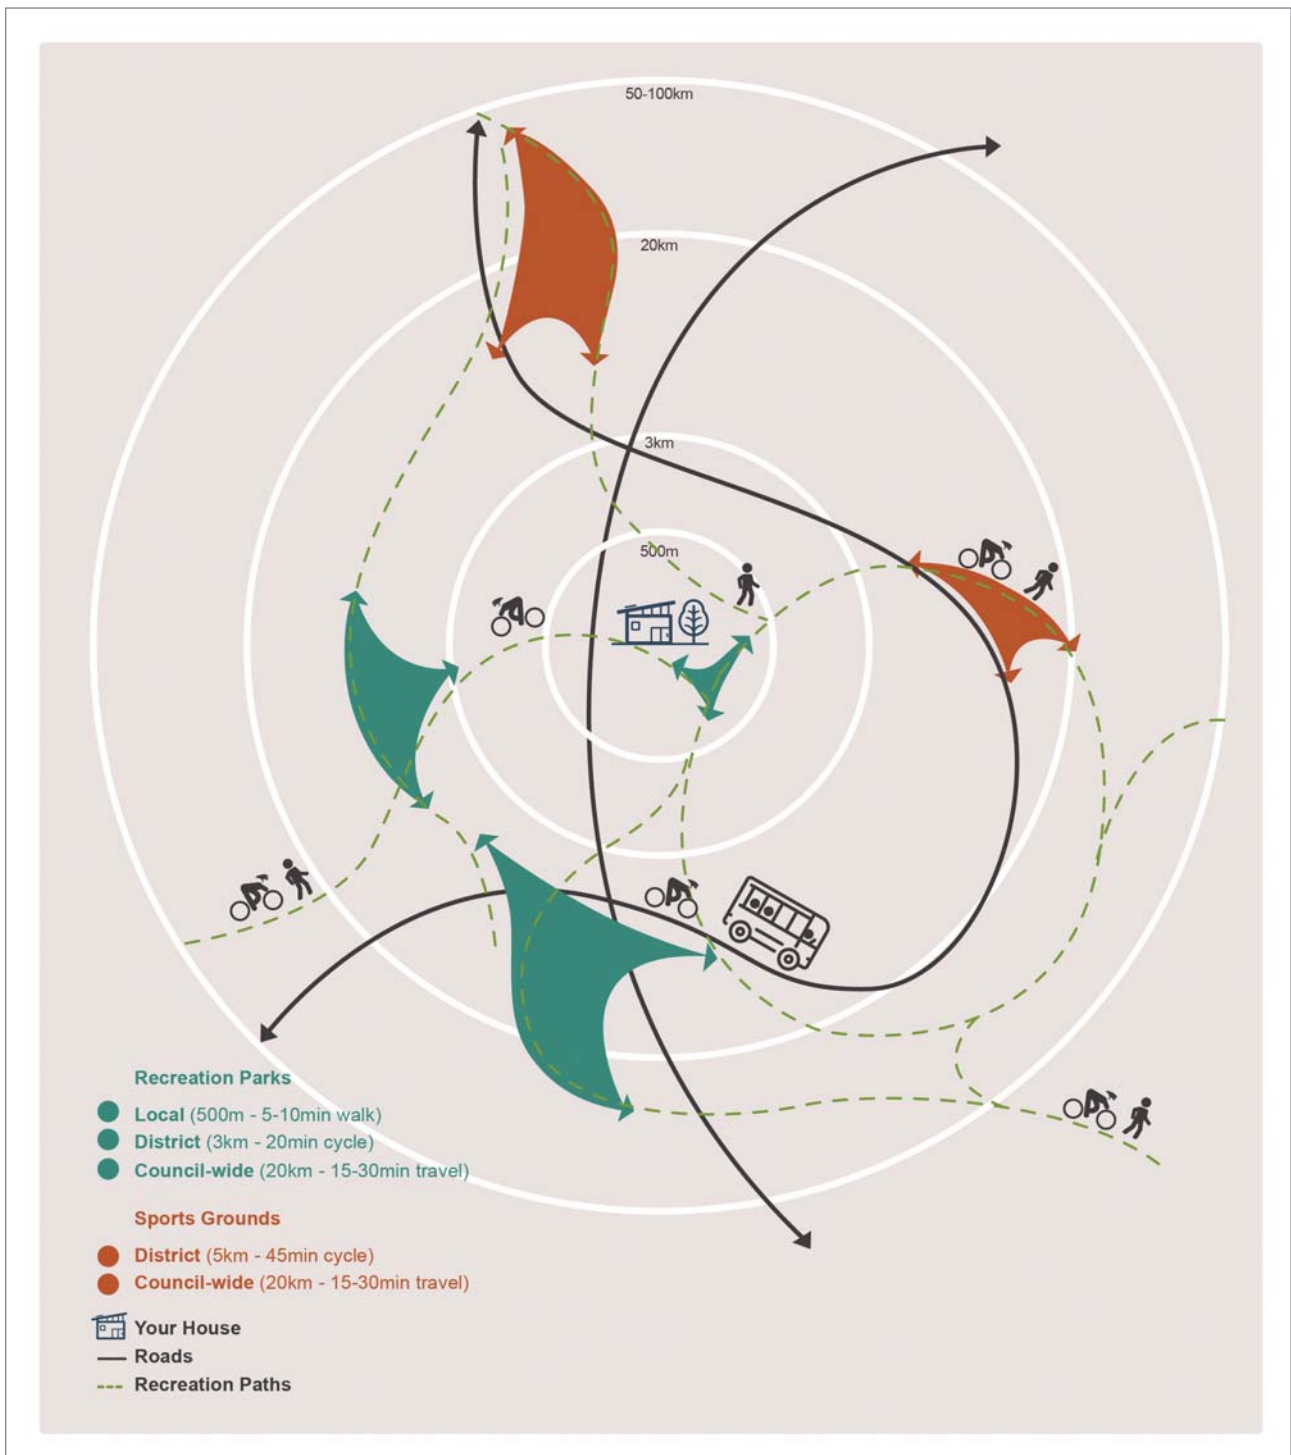 50-100km
20km
3km
500m
Recreation Parks
Local (500m - 5-10min walk)
District (3km - 20min cycle)
Council-wide (20km - 15-30min travel)
Sports Grounds
District (5km - 45min cycle)
Council-wide (20km - 15-30min travel)
Your House
Roads
Recreation Paths